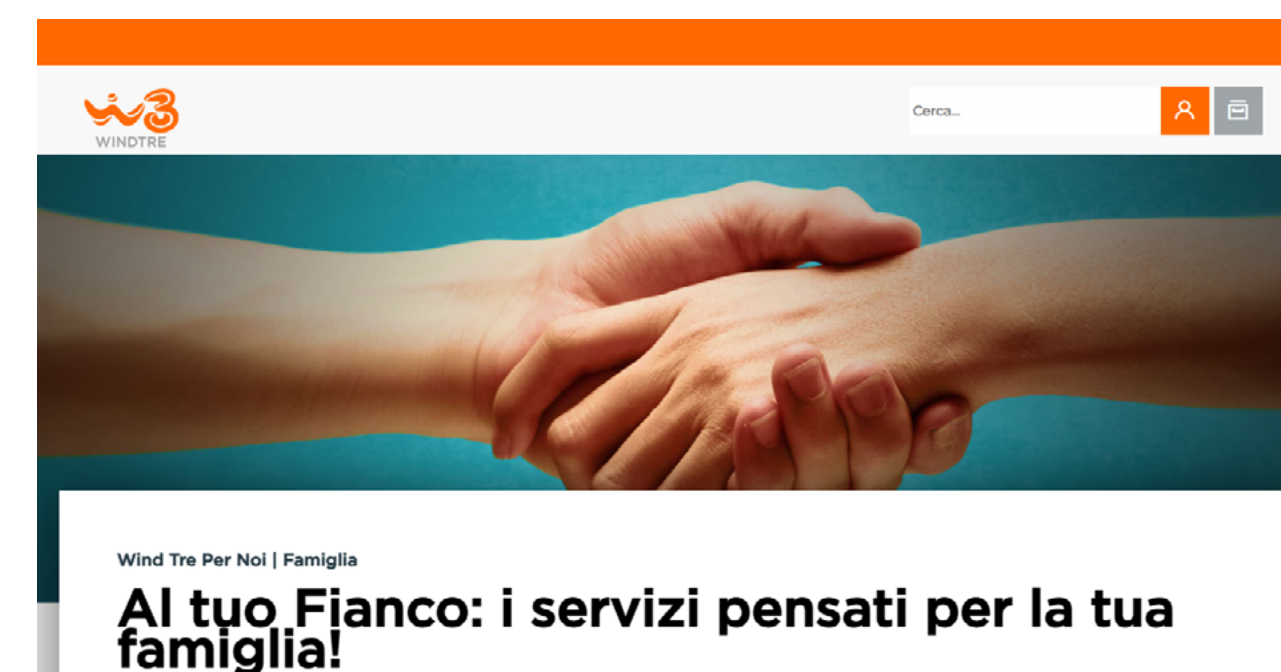 WINDTRE
Cerca...
Wind Tre Per Noi | Famiglia
Al tuo Fianco: i servizi pensati per la tua
famiglia!